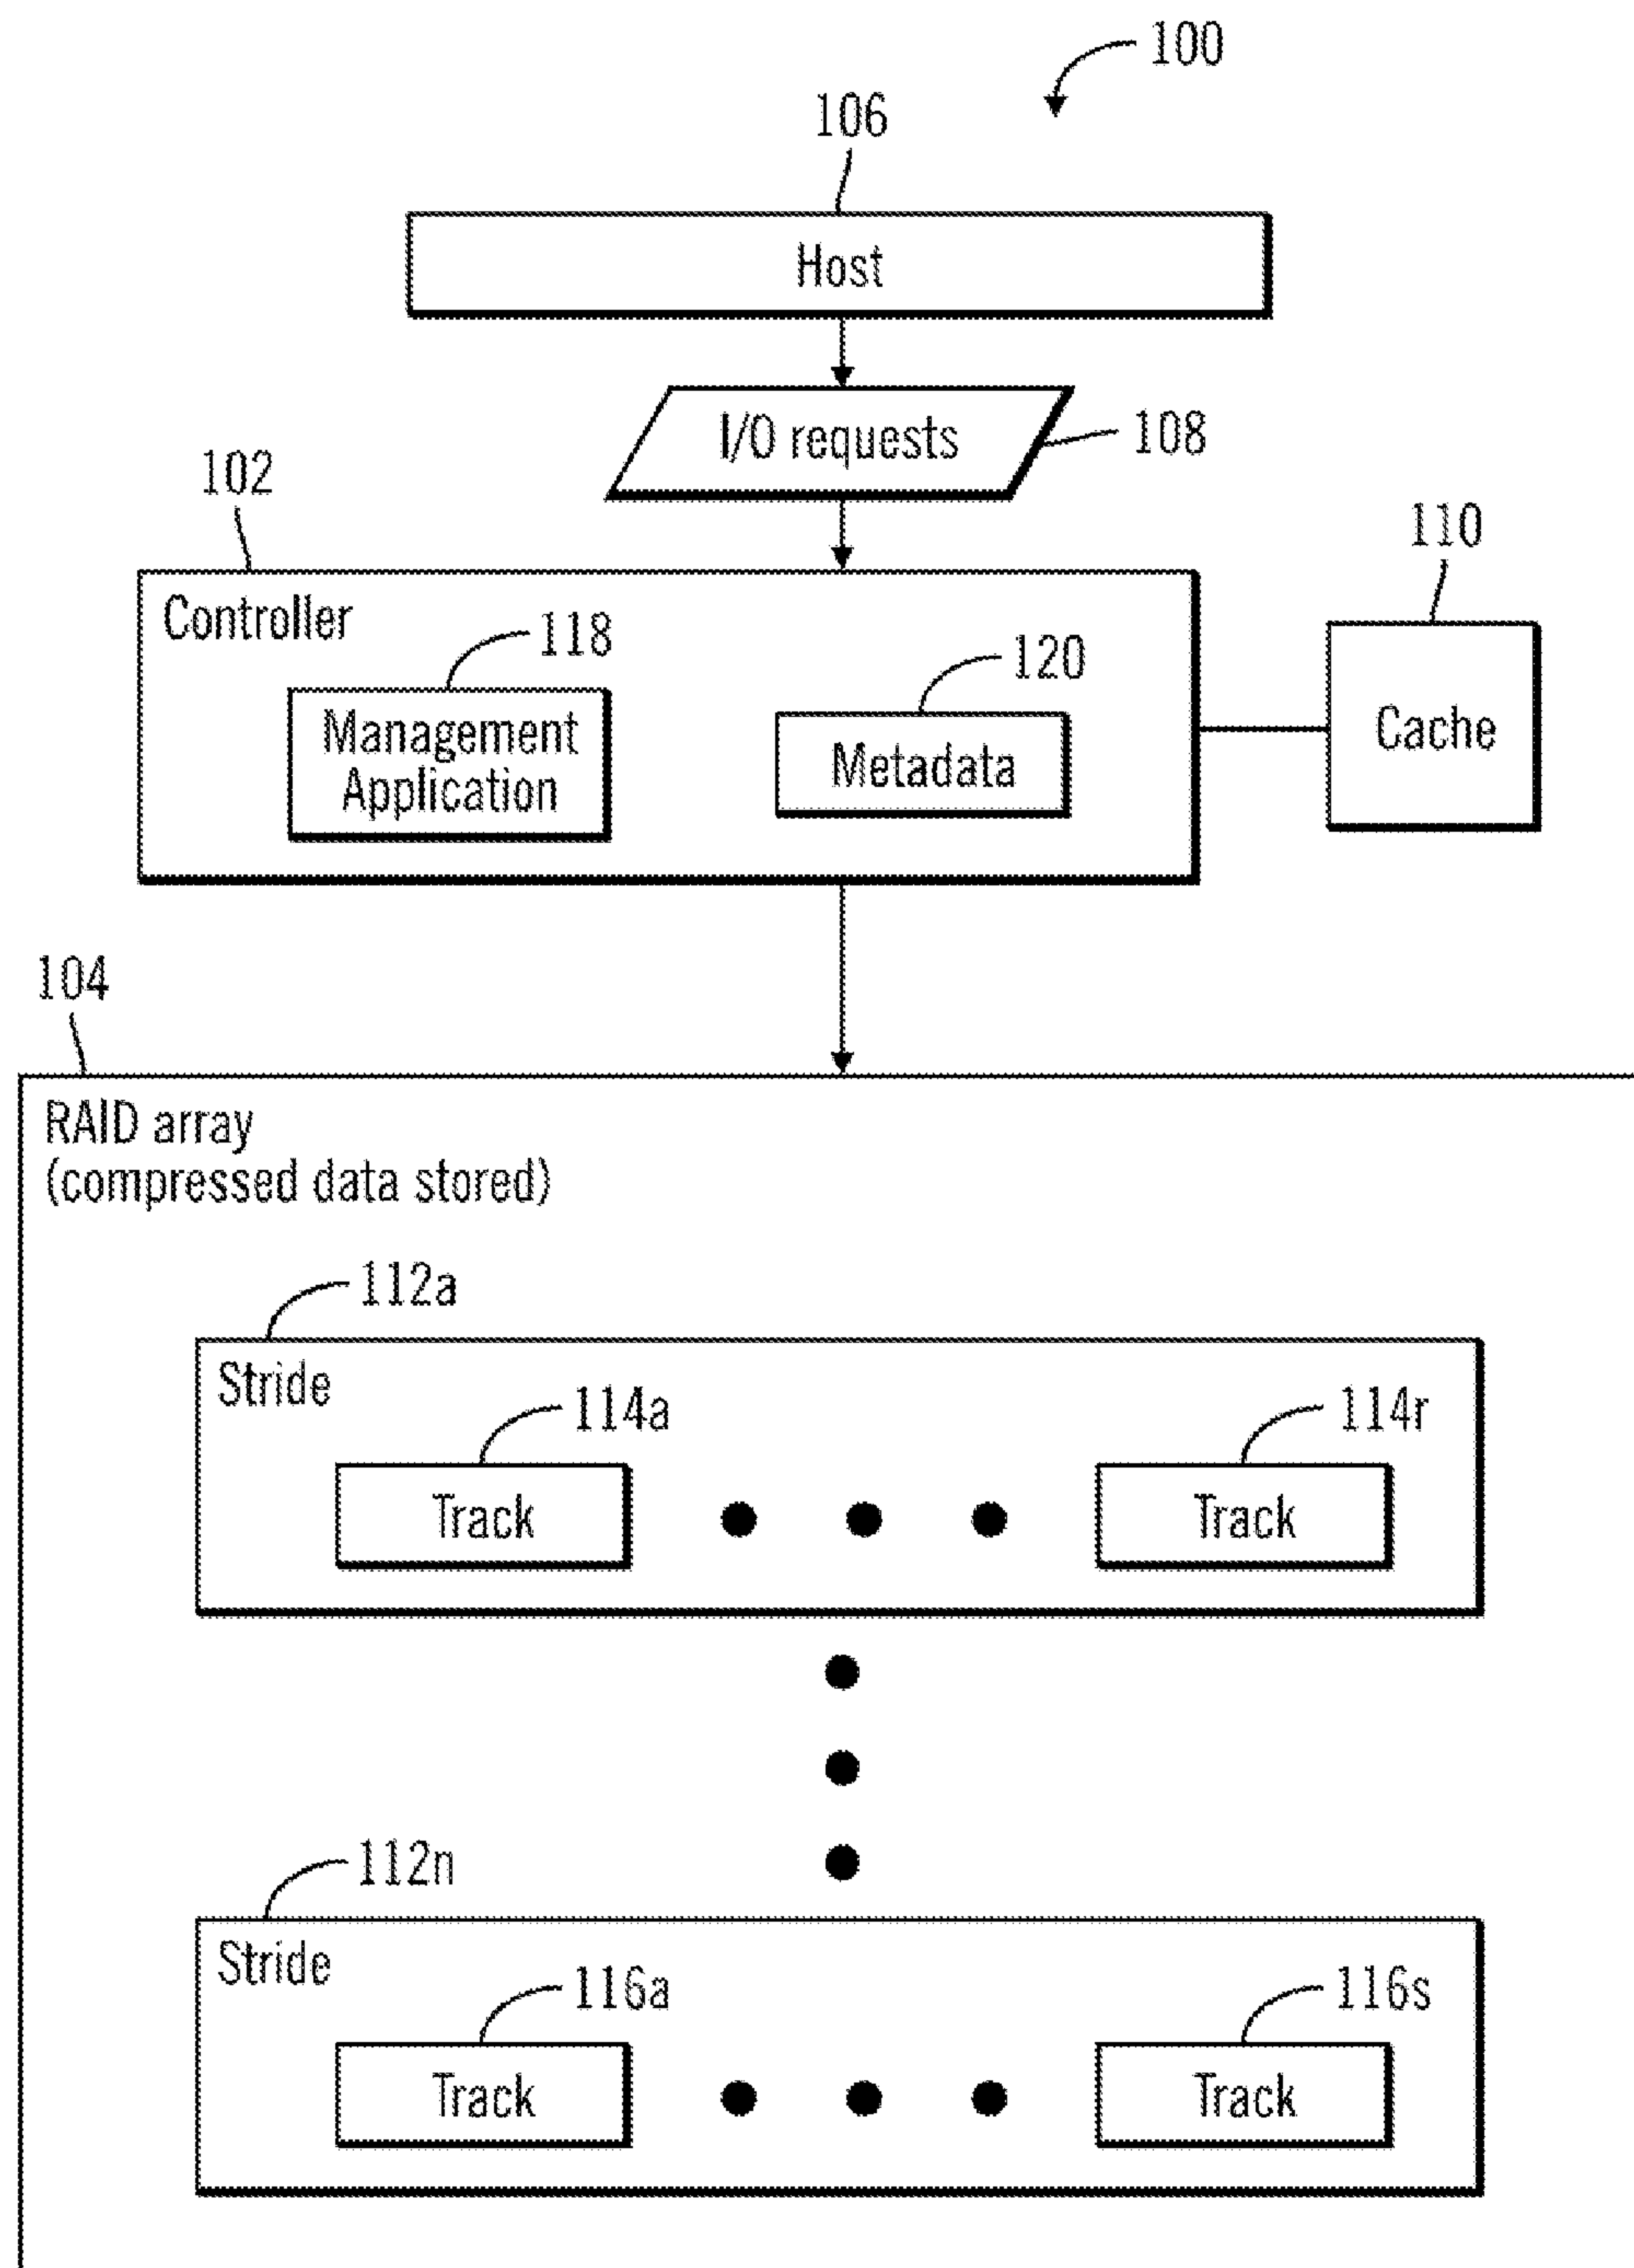 100
106
Host
I/O requests
108
102
110
Controller
118
120
Management
Application
Metadata
Cache
104
RAID array
(compressed data stored)
112a
Stride
114a
114r
Track
Track
112n
Stride
116a
116s
Track
Track